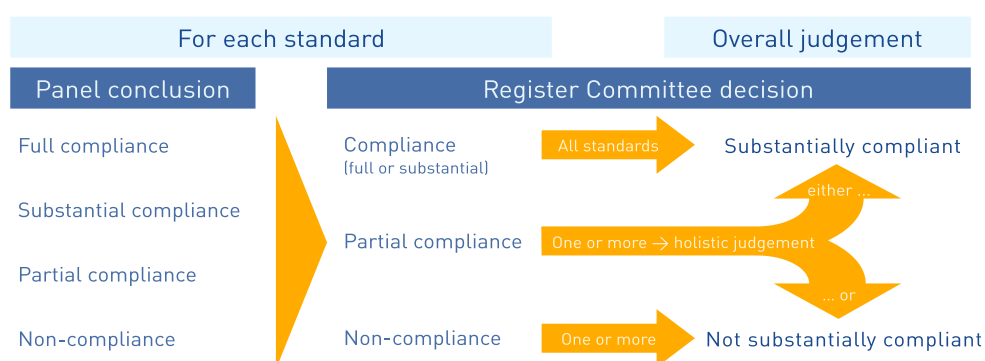 For each standard
Overall judgement
Panel conclusion
Register Committee decision
Full compliance
Substantial compliance
Partial compliance
Non-compliance
Compliance
(full or substantial)
All standards
Substantially compliant
either ...
Partial compliance
One or more → holistic judgement
... or
Non-compliance
One or more
Not substantially compliant